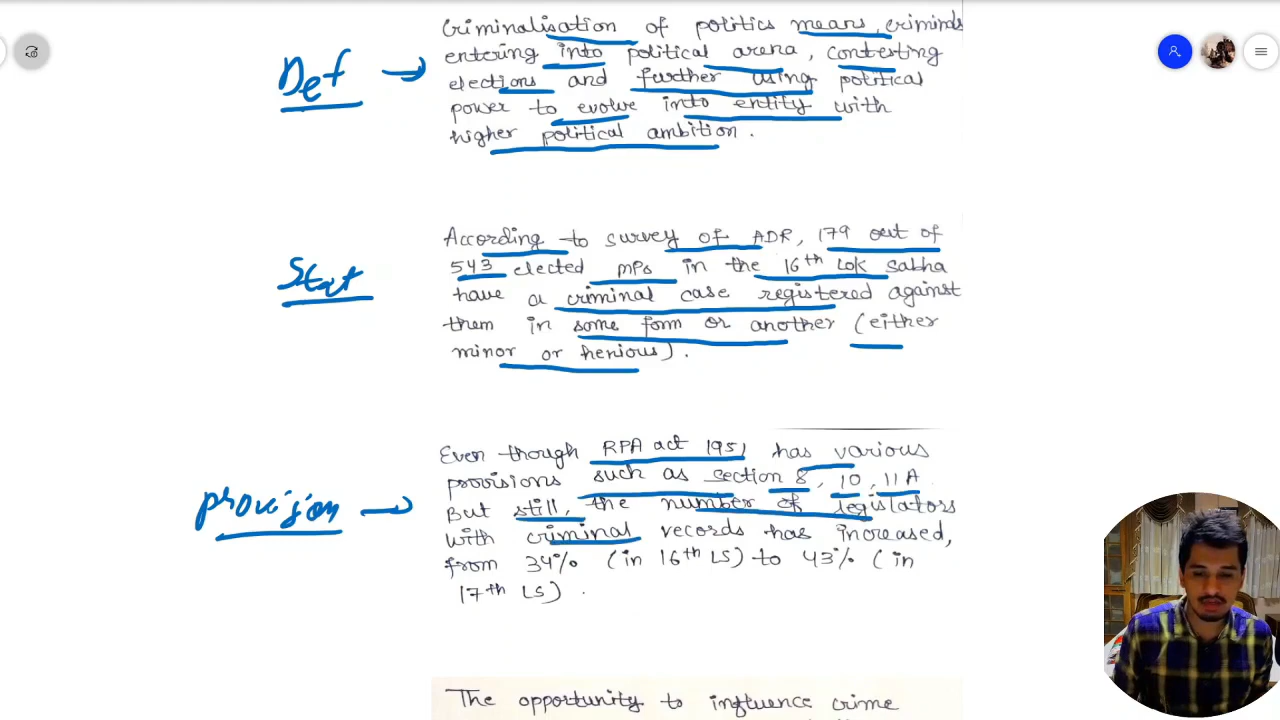 Criminalisation of politics means, criminals
entering into political arena, contesting
elections and further using political
power to evolve into entity with
higher political ambition.
Def →
According to survey of ADR, 179 out of
543 elected MPs in the 16th Lok Sabha
have a criminal case registered against
them in some form or another (either
minor or henious).
Stat
Even though RPA act 1951 has various
provisions such as section 8, 10, 11A
But still, the number of legislators
with criminal records has increased,
from 34% (in 16th LS) to 43% (in
17th LS).
provision →
The opportunity to influence crime